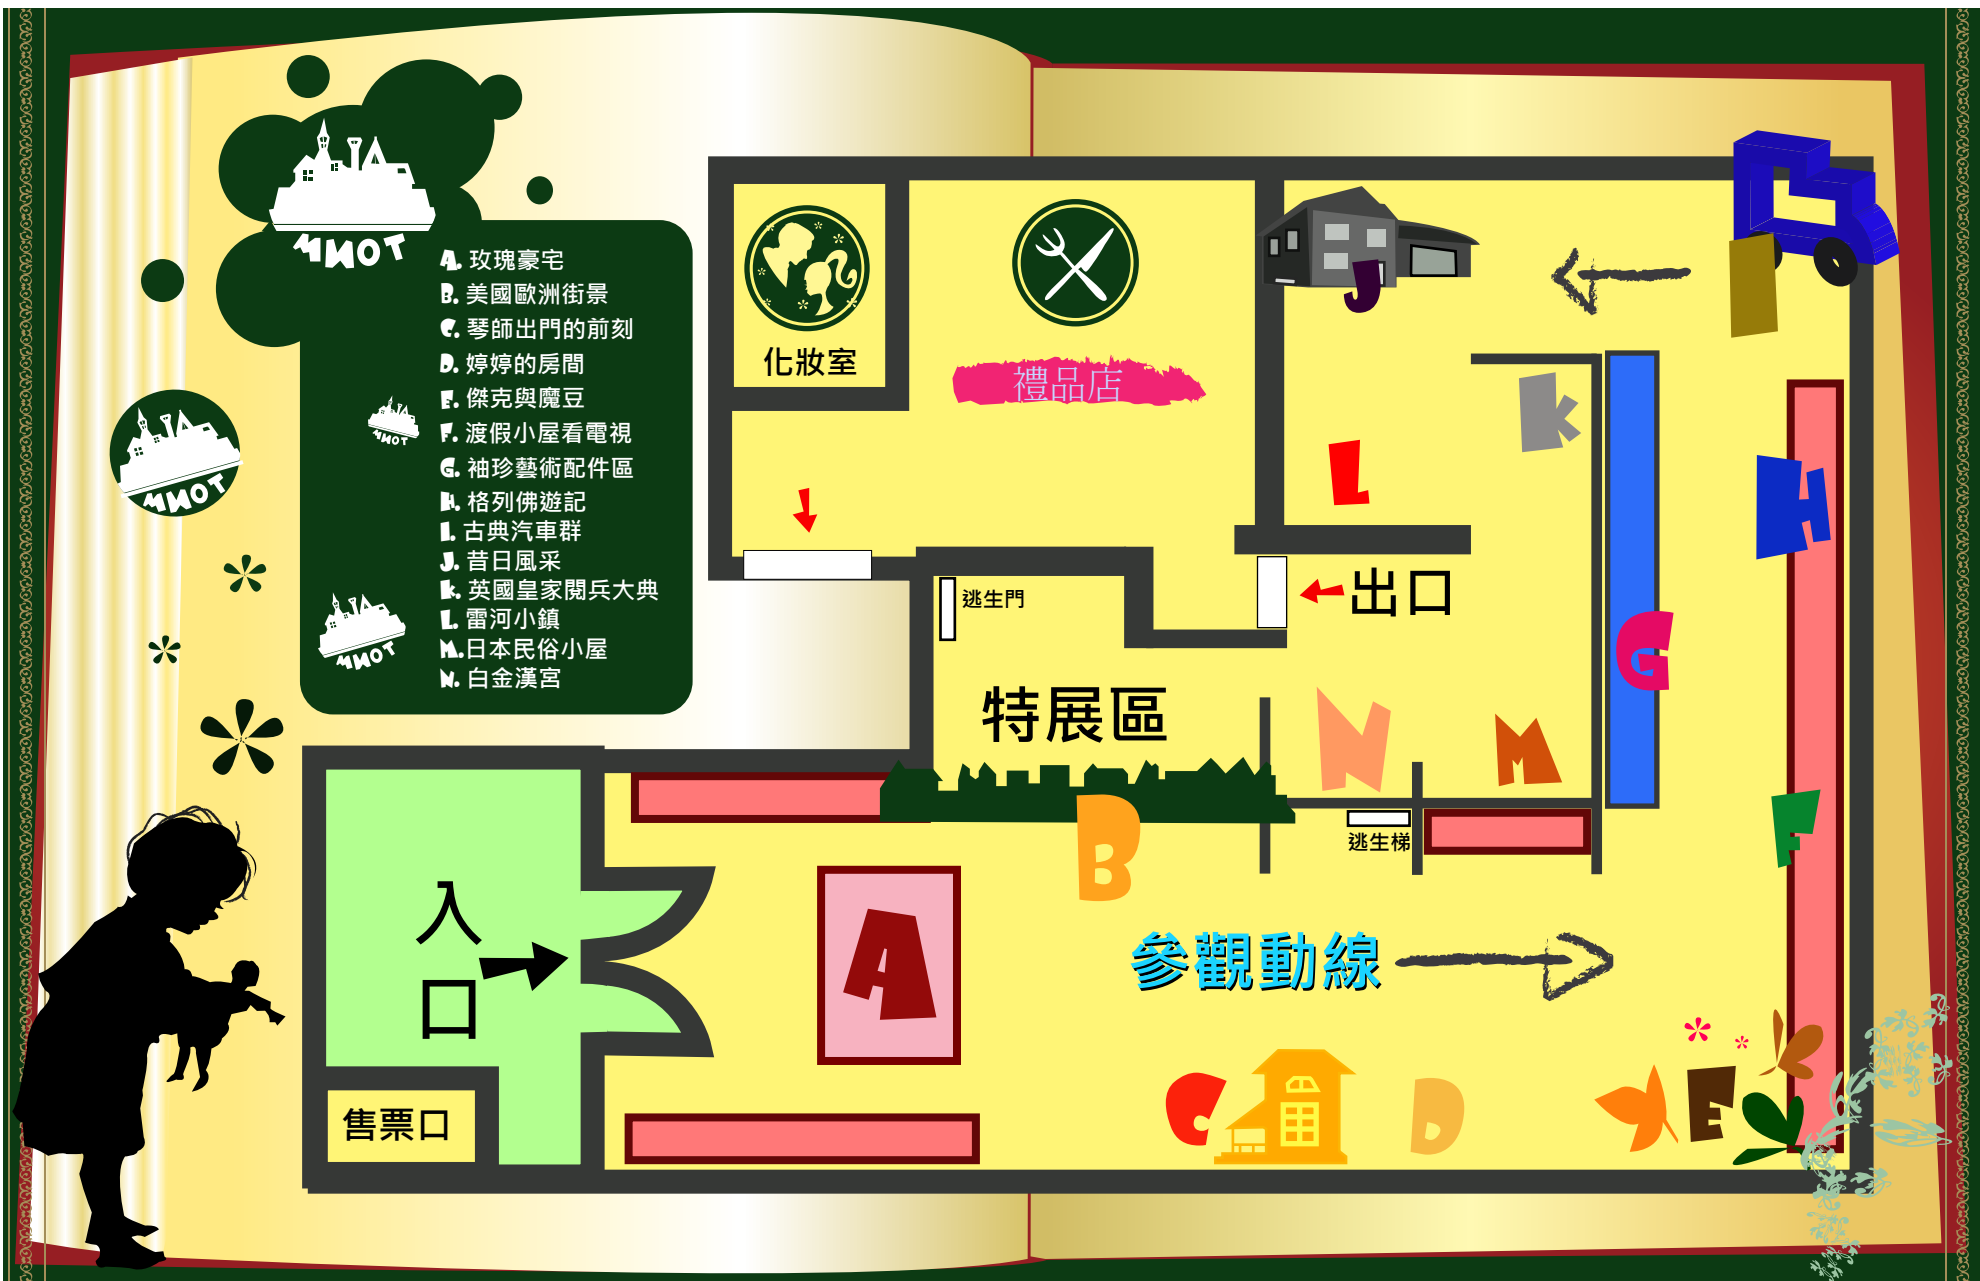 MNOT
A. 玫瑰豪宅
B. 美國歐洲街景
C. 琴師出門的前刻
D. 婷婷的房間
E. 傑克與魔豆
F. 渡假小屋看電視
G. 袖珍藝術配件區
H. 格列佛遊記
I. 古典汽車群
J. 昔日風采
K. 英國皇家閱兵大典
L. 雷河小鎮
M.日本民俗小屋
N. 白金漢宮
MNOT
MNOT
MNOT
化妝室
禮品店
J
I
K
L
H
逃生門
出口
G
特展區
N
M
逃生梯
F
B
入
口
A
參觀動線
售票口
C
D
E